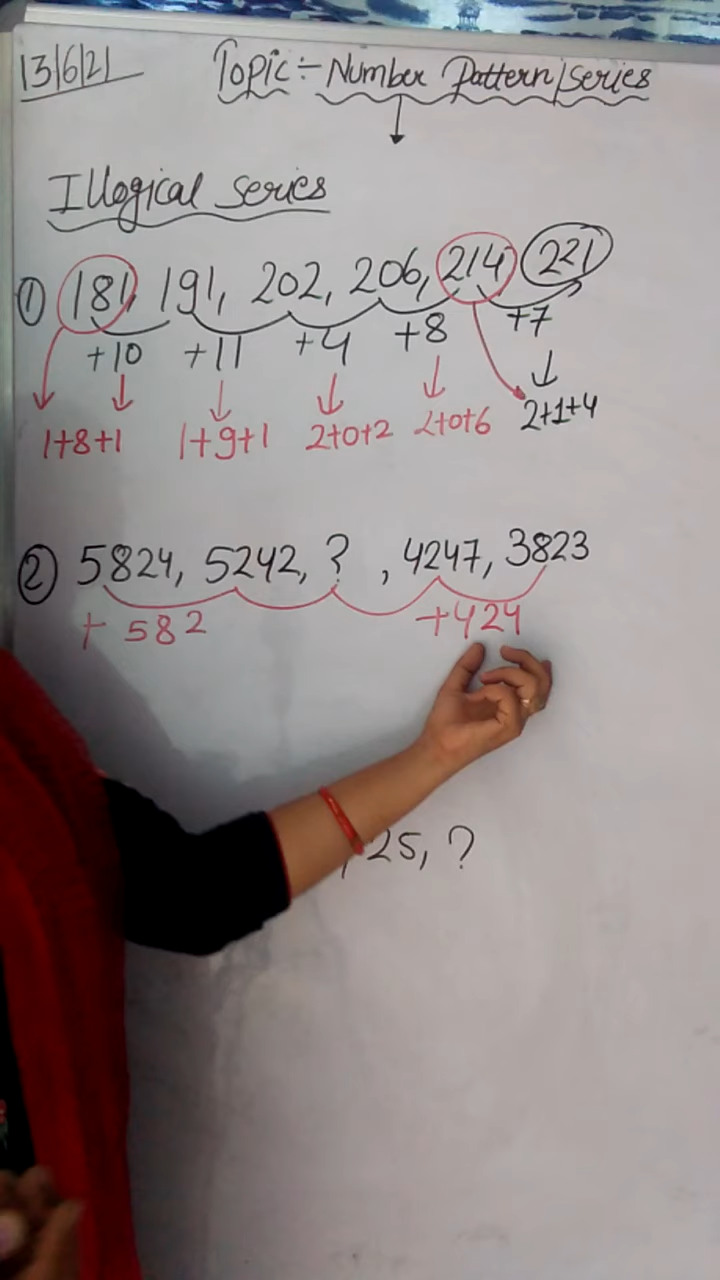 13/6/21 Topic:- Number Pattern/Series
Illogical series
① 181, 191, 202, 206, 214, 221
+10 +11 +4 +8 +7
1+8+1 1+9+1 2+0+2 2+0+6 2+1+4
② 5824, 5242, ? , 4247, 3823
+ 582 +424
, 25, ?